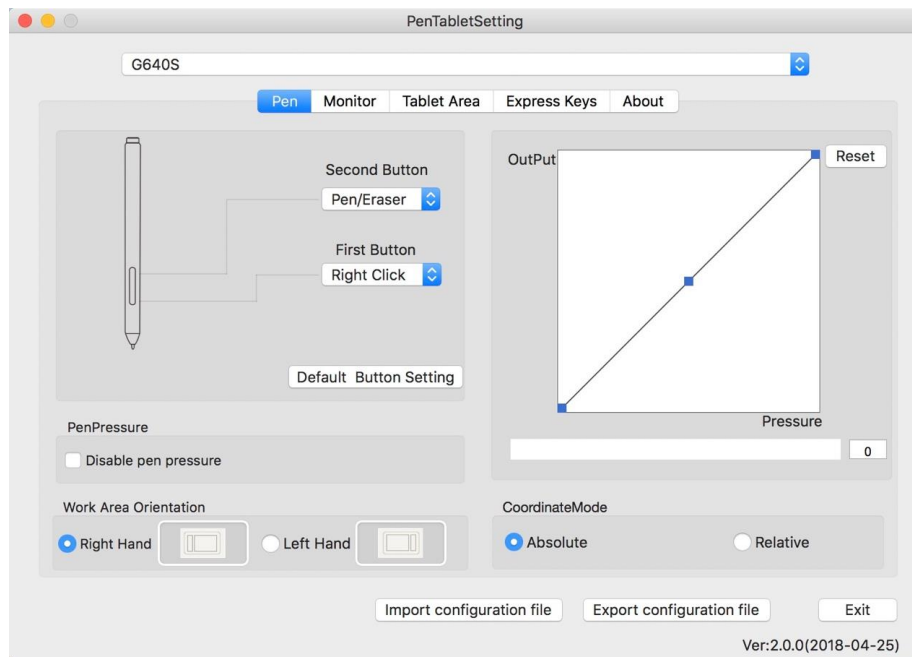 PenTabletSetting
G640S
Pen Monitor Tablet Area Express Keys About
Second Button
Pen/Eraser
First Button
Right Click
Default Button Setting
OutPut
Reset
Pressure
0
PenPressure
Disable pen pressure
Work Area Orientation
Right Hand Left Hand
CoordinateMode
Absolute Relative
Import configuration file Export configuration file Exit
Ver:2.0.0(2018-04-25)